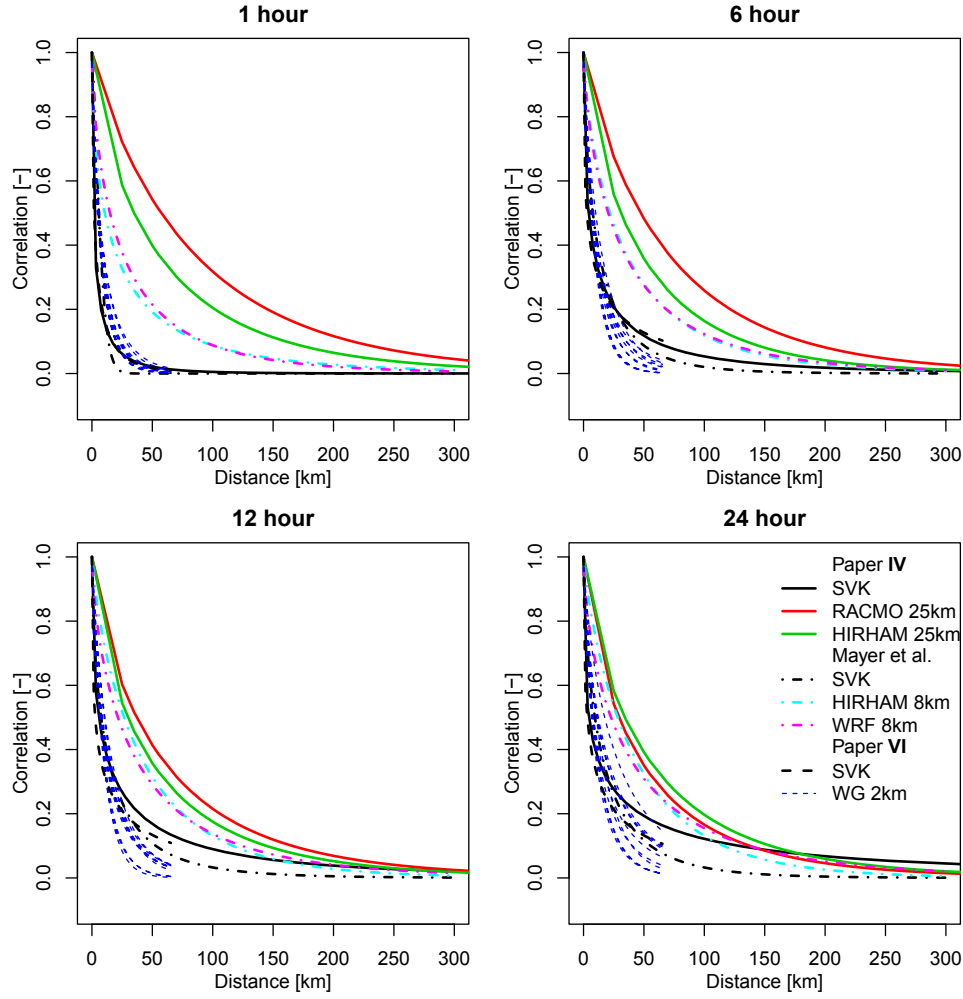 1 hour
Correlation [−]
1.0
0.8
0.6
0.4
0.2
0.0
0 50 100 150 200 250 300
Distance [km]
6 hour
Correlation [−]
1.0
0.8
0.6
0.4
0.2
0.0
0 50 100 150 200 250 300
Distance [km]
12 hour
Correlation [−]
1.0
0.8
0.6
0.4
0.2
0.0
0 50 100 150 200 250 300
Distance [km]
24 hour
Correlation [−]
1.0
0.8
0.6
0.4
0.2
0.0
0 50 100 150 200 250 300
Distance [km]
Paper IV
SVK
RACMO 25km
HIRHAM 25km
Mayer et al.
SVK
HIRHAM 8km
WRF 8km
Paper VI
SVK
WG 2km